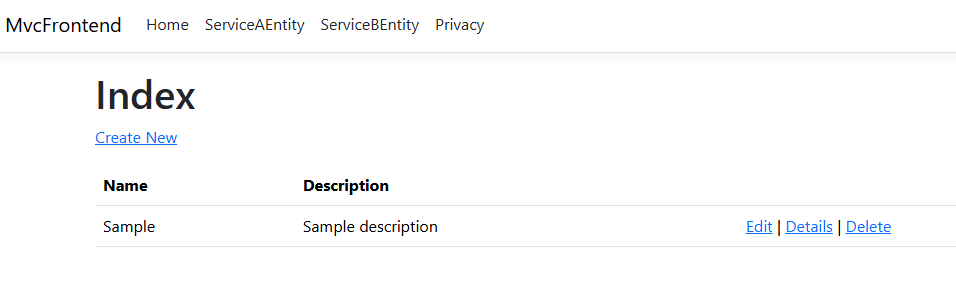 MvcFrontend Home ServiceAEntity ServiceBEntity Privacy
Index
Create New
Name Description
Sample Sample description Edit | Details | Delete